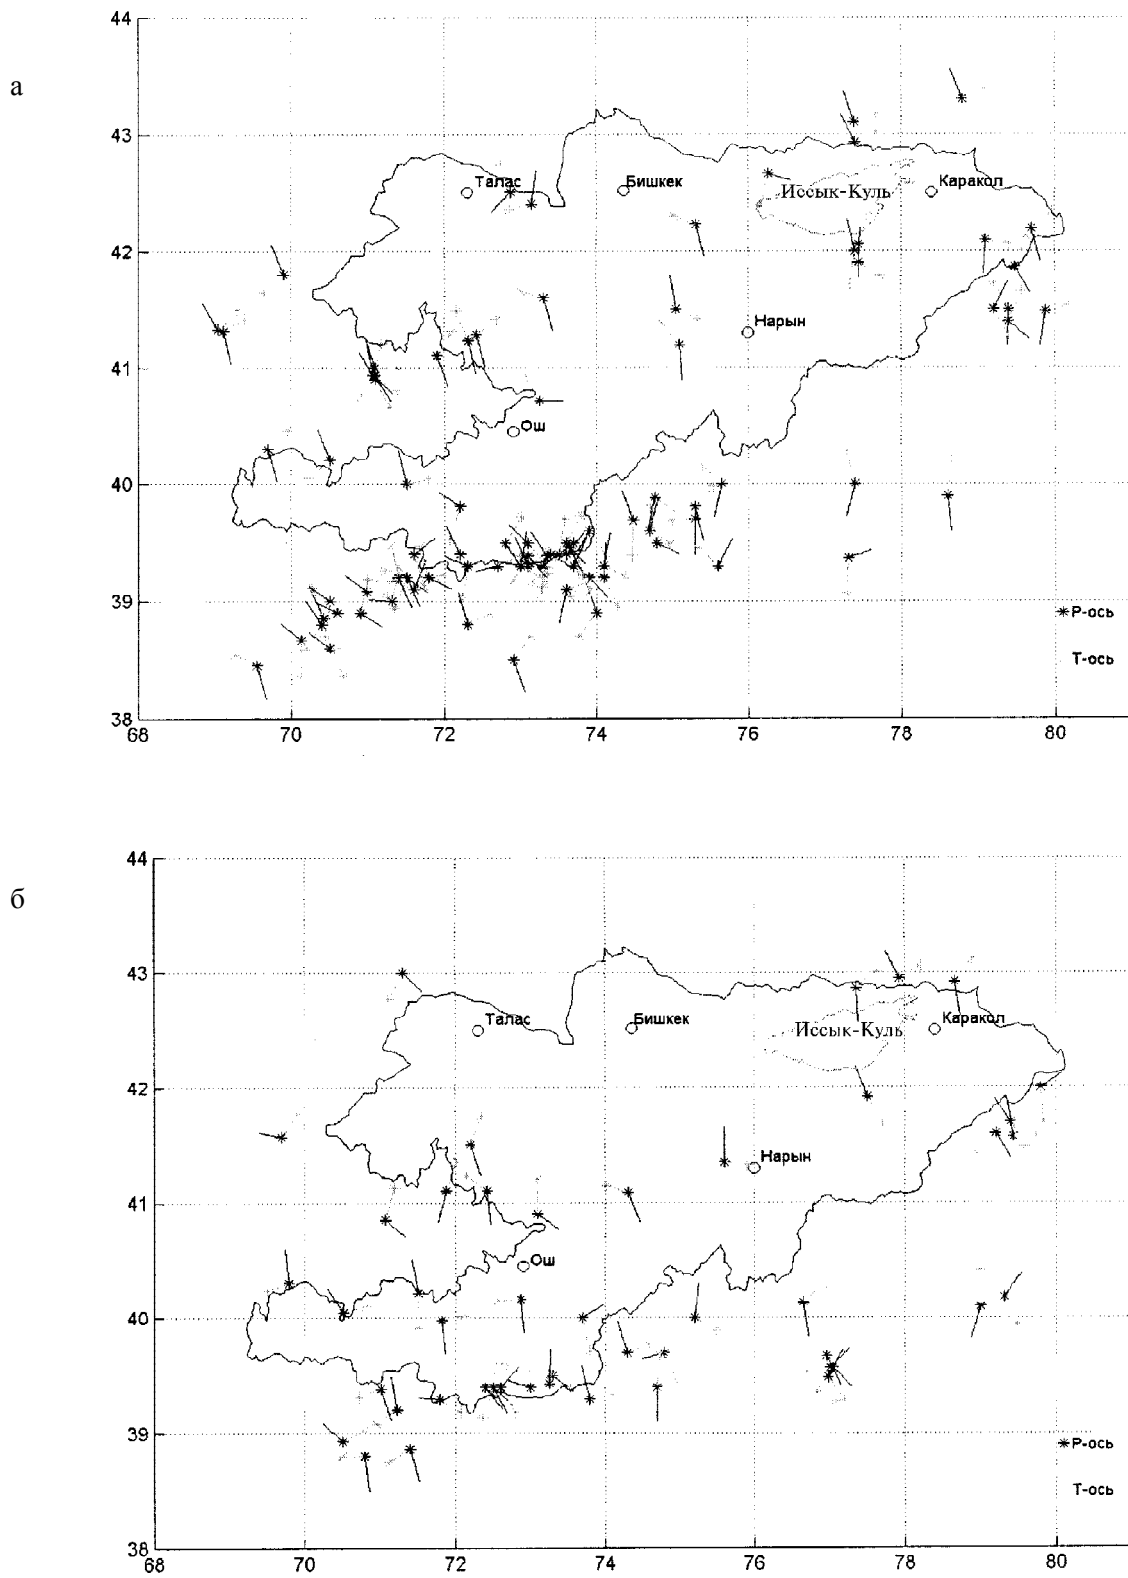 а
44
43
42
41
40
39
38
68 70 72 74 76 78 80
Талас
Бишкек
Иссык-Куль
Каракол
Нарын
Ош
Р-ось
Т-ось
б
44
43
42
41
40
39
38
68 70 72 74 76 78 80
Талас
Бишкек
Иссык-Куль
Каракол
Нарын
Ош
Р-ось
Т-ось